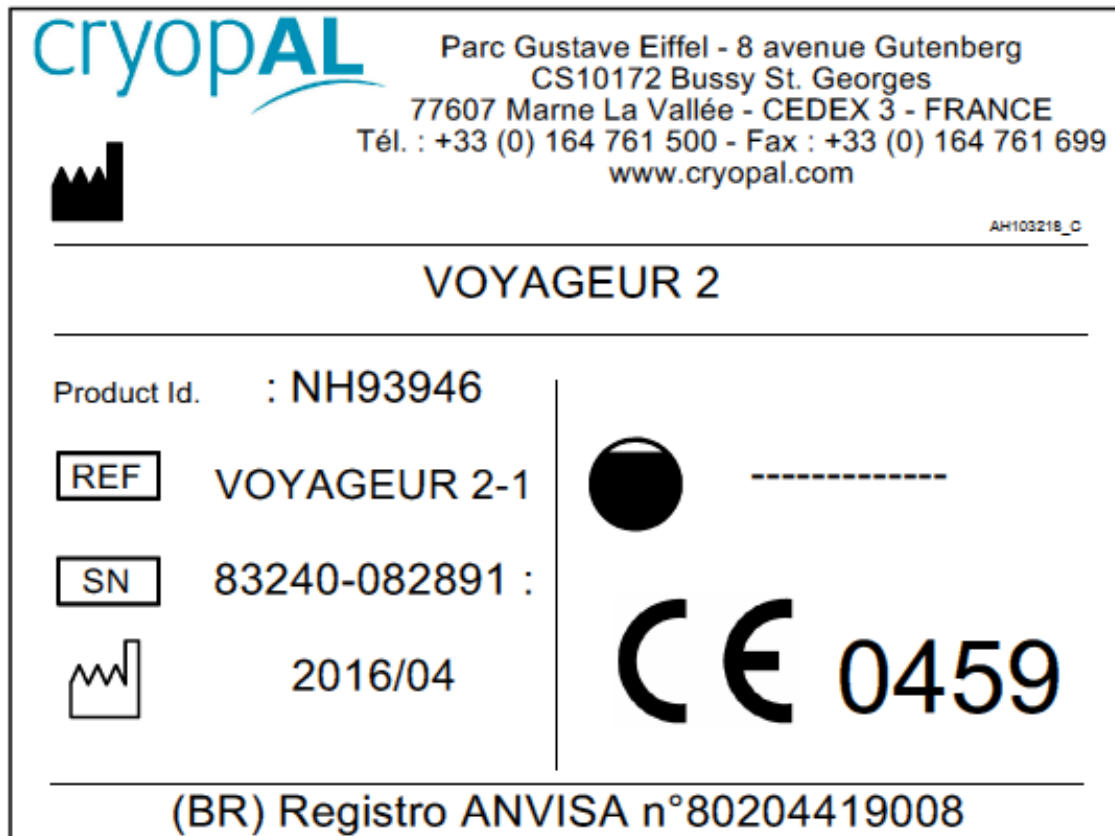 cryopAL
Parc Gustave Eiffel - 8 avenue Gutenberg
CS10172 Bussy St. Georges
77607 Marne La Vallée - CEDEX 3 - FRANCE
Tél. : +33 (0) 164 761 500 - Fax : +33 (0) 164 761 699
www.cryopal.com
AH103218_C
VOYAGEUR 2
Product Id. : NH93946
REF VOYAGEUR 2-1
-------------
SN 83240-082891 :
2016/04
CE 0459
(BR) Registro ANVISA n°80204419008